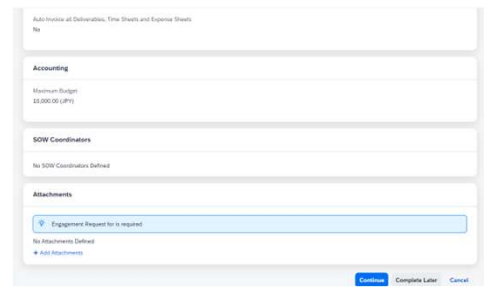 Auto Invoice all Deliverables, Time Sheets and Expense Sheets
No
Accounting
Maximum Budget
10,000.00 (JPY)
SOW Coordinators
No SOW Coordinators Defined
Attachments
Engagement Request for is required
No Attachments Defined
+ Add Attachments
Continue Complete Later Cancel